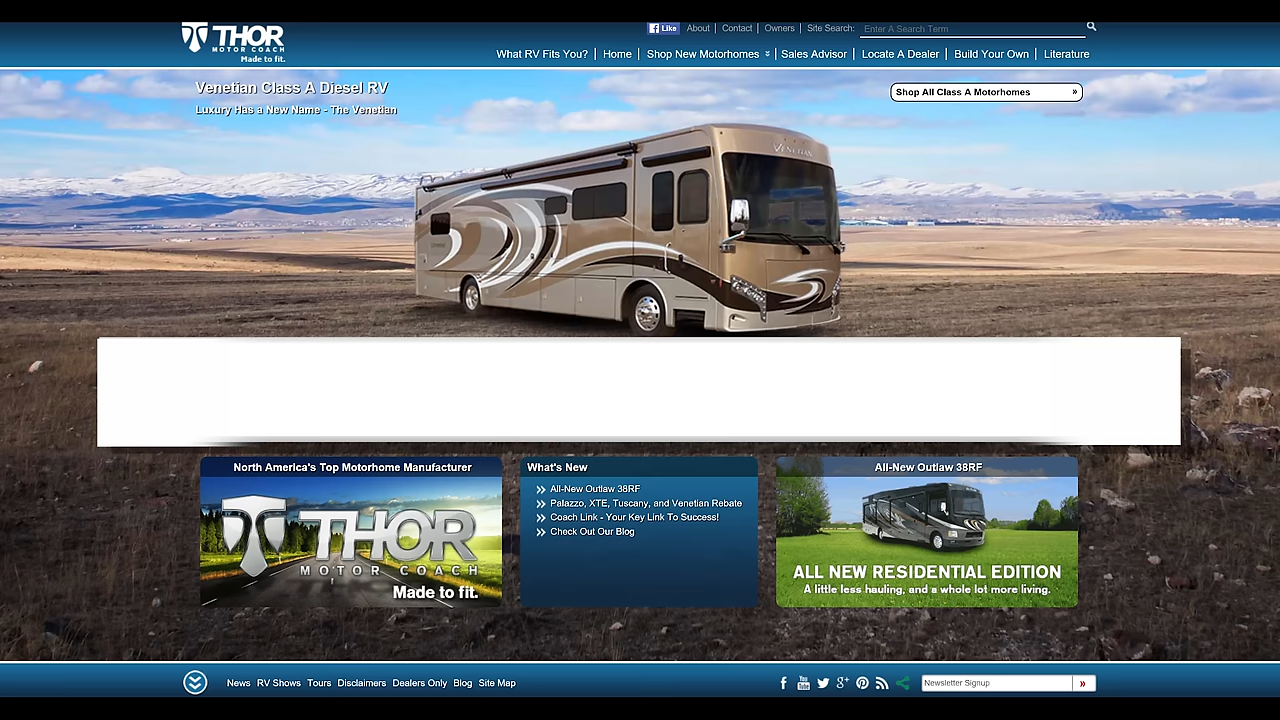 THOR
MOTOR COACH
Made to fit.
Like About | Contact | Owners | Site Search: Enter A Search Term
What RV Fits You? | Home | Shop New Motorhomes | Sales Advisor | Locate A Dealer | Build Your Own | Literature
Venetian Class A Diesel RV
Luxury Has a New Name - The Venetian
Shop All Class A Motorhomes »
VENETIAN
North America's Top Motorhome Manufacturer
THOR
MOTOR COACH
Made to fit.
What's New
All-New Outlaw 38RF
Palazzo, XTE, Tuscany, and Venetian Rebate
Coach Link - Your Key Link To Success!
Check Out Our Blog
All-New Outlaw 38RF
ALL NEW RESIDENTIAL EDITION
A little less hauling, and a whole lot more living.
News RV Shows Tours Disclaimers Dealers Only Blog Site Map
You Tube
g+
Newsletter Signup »